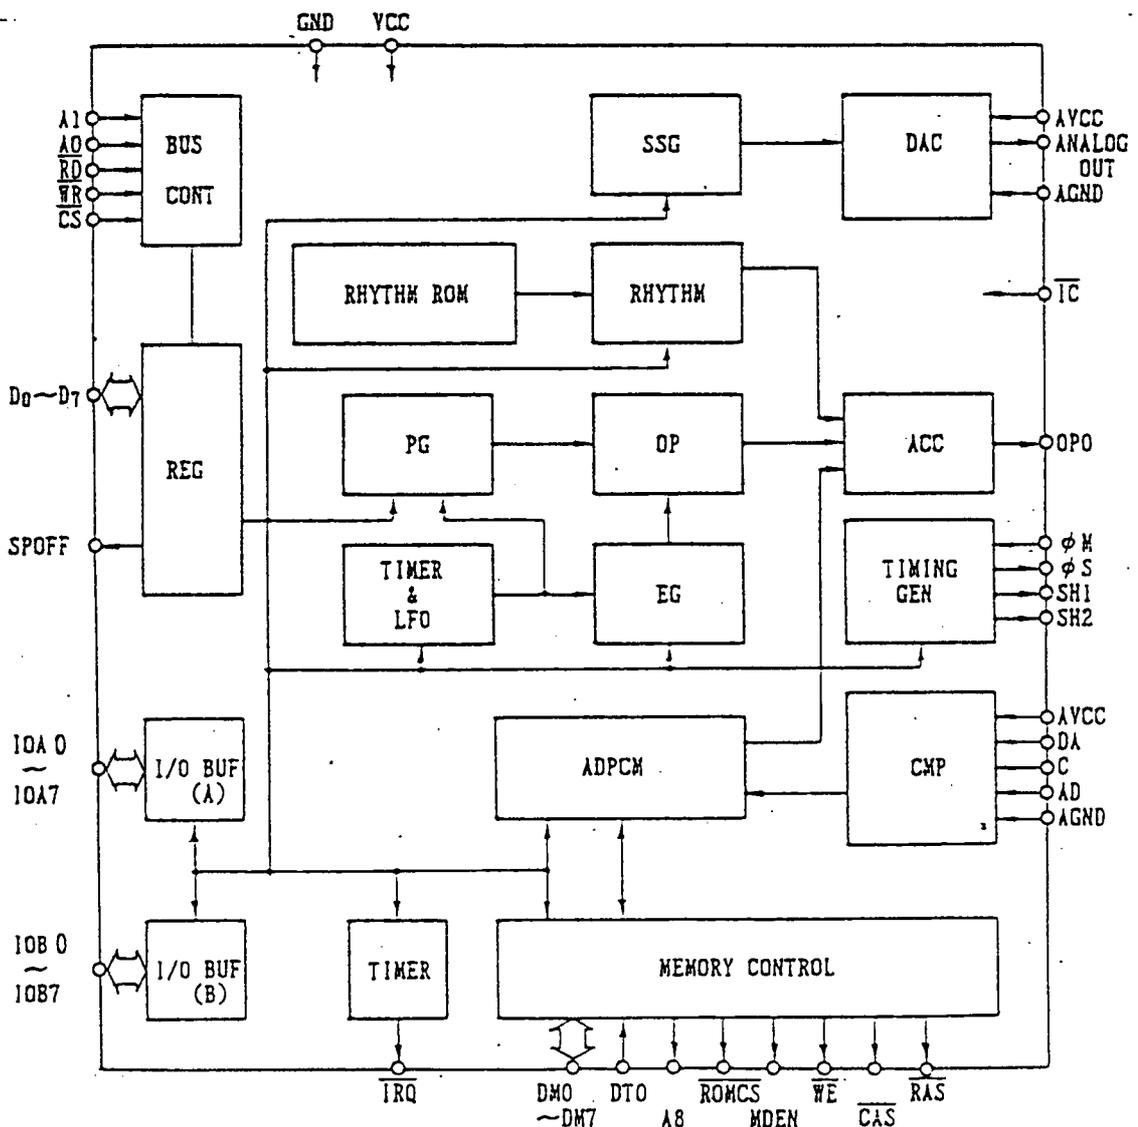 GND VCC
A1
A0
RD
WR
CS
BUS
CONT
SSG
DAC
AVCC
ANALOG
OUT
AGND
RHYTHM ROM
RHYTHM
IC
D0~D7
REG
PG
OP
ACC
OPO
SPOFF
TIMER
&
LFO
EG
TIMING
GEN
φM
φS
SH1
SH2
IOA0
~
IOA7
I/O BUF
(A)
ADPCM
CMP
AVCC
DA
C
AD
AGND
IOB0
~
IOB7
I/O BUF
(B)
TIMER
MEMORY CONTROL
IRQ
DM0
~DM7
DT0
A8
ROMCS
MDEN
WE
CAS
RAS